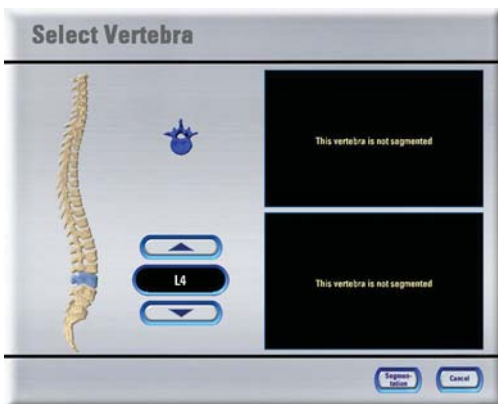 Select Vertebra
This vertebra is not segmented
L4
This vertebra is not segmented
Segmen-
tation
Cancel